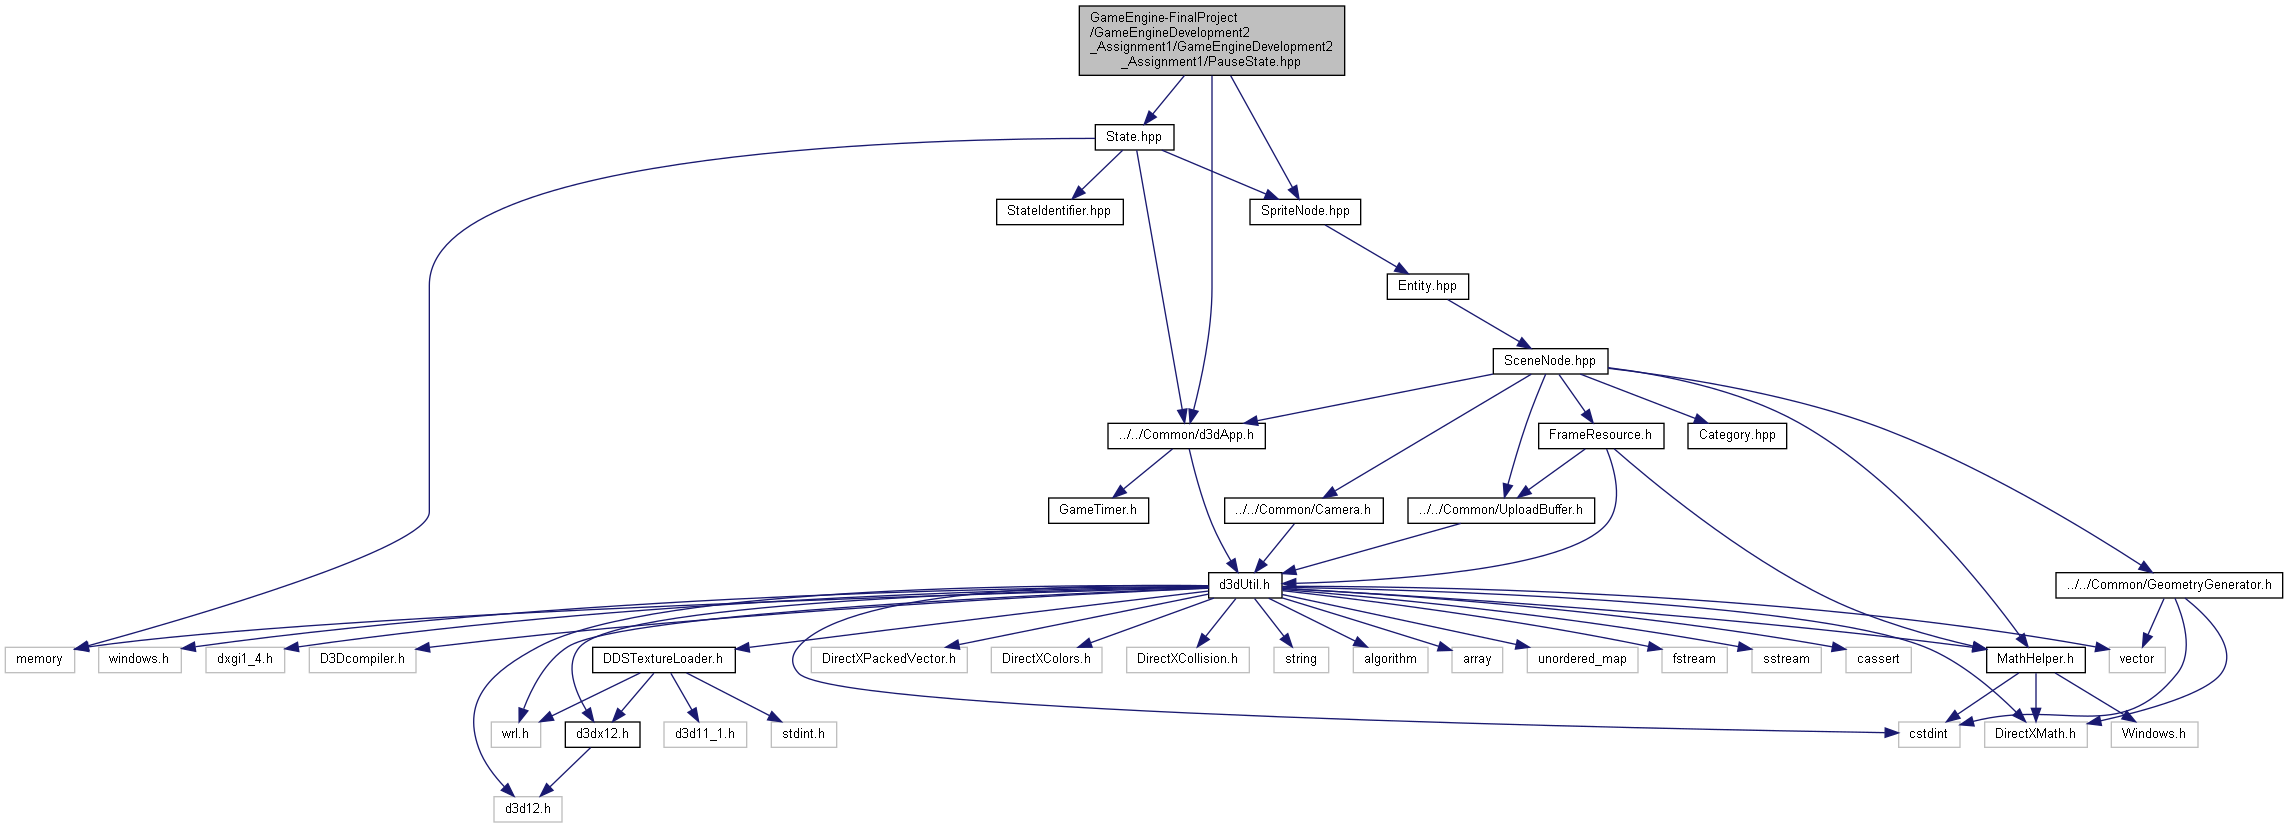 GameEngine-FinalProject
/GameEngineDevelopment2
_Assignment1/GameEngineDevelopment2
_Assignment1/PauseState.hpp
State.hpp
StateIdentifier.hpp
SpriteNode.hpp
Entity.hpp
SceneNode.hpp
../../Common/d3dApp.h
FrameResource.h
Category.hpp
GameTimer.h
../../Common/Camera.h
../../Common/UploadBuffer.h
d3dUtil.h
../../Common/GeometryGenerator.h
memory
windows.h
dxgi1_4.h
D3Dcompiler.h
DDSTextureLoader.h
DirectXPackedVector.h
DirectXColors.h
DirectXCollision.h
string
algorithm
array
unordered_map
fstream
sstream
cassert
MathHelper.h
vector
wrl.h
d3dx12.h
d3d11_1.h
stdint.h
cstdint
DirectXMath.h
Windows.h
d3d12.h